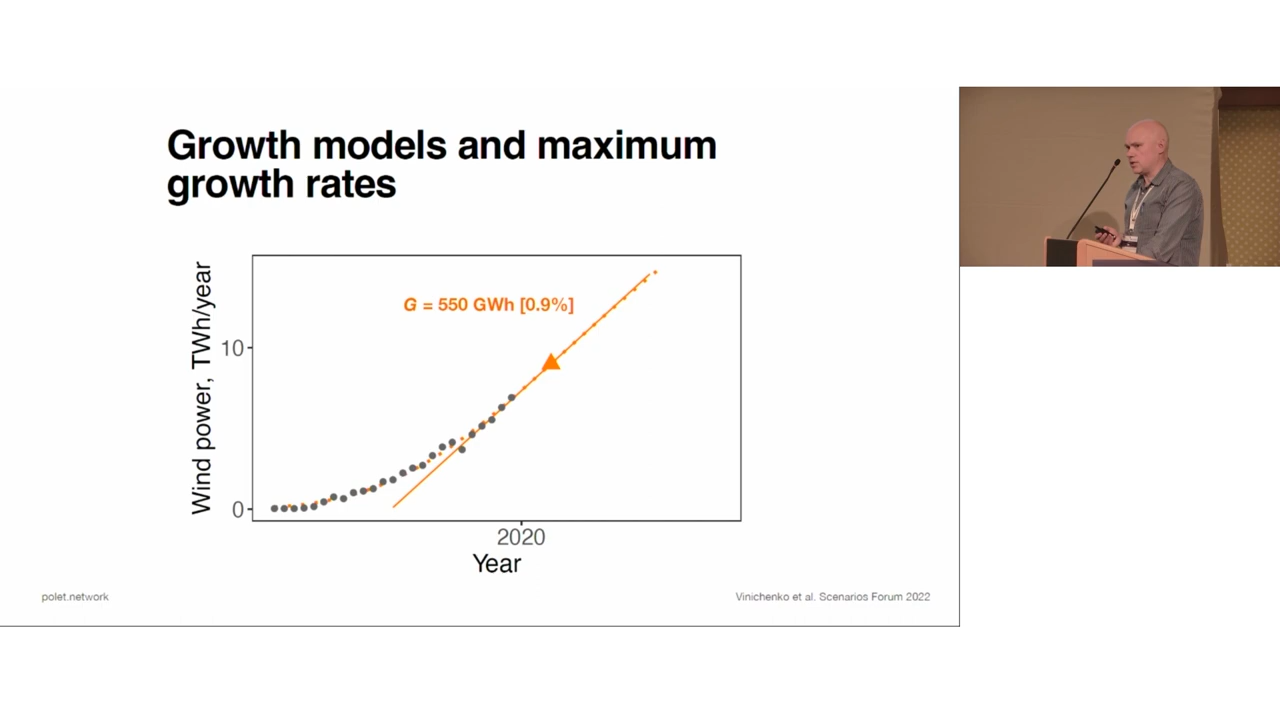 Growth models and maximum
growth rates
G = 550 GWh [0.9%]
Wind power, TWh/year
10
0
2020
Year
polet.network
Vinichenko et al. Scenarios Forum 2022